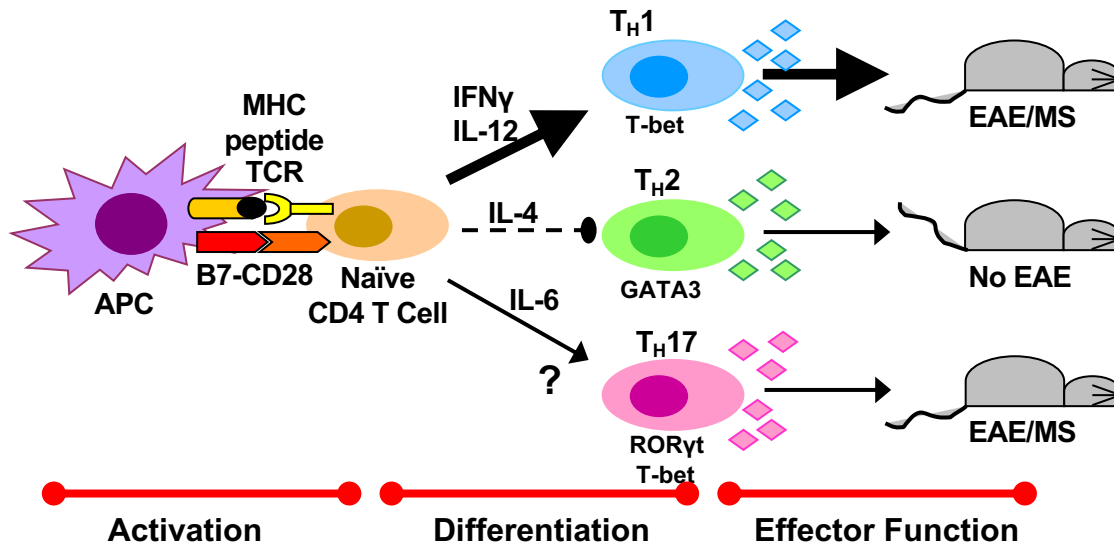 MHC
peptide
TCR
B7-CD28
APC
Naïve
CD4 T Cell
IFNγ
IL-12
IL-4
IL-6
?
TH1
T-bet
EAE/MS
TH2
GATA3
No EAE
TH17
RORγt
T-bet
EAE/MS
Activation
Differentiation
Effector Function